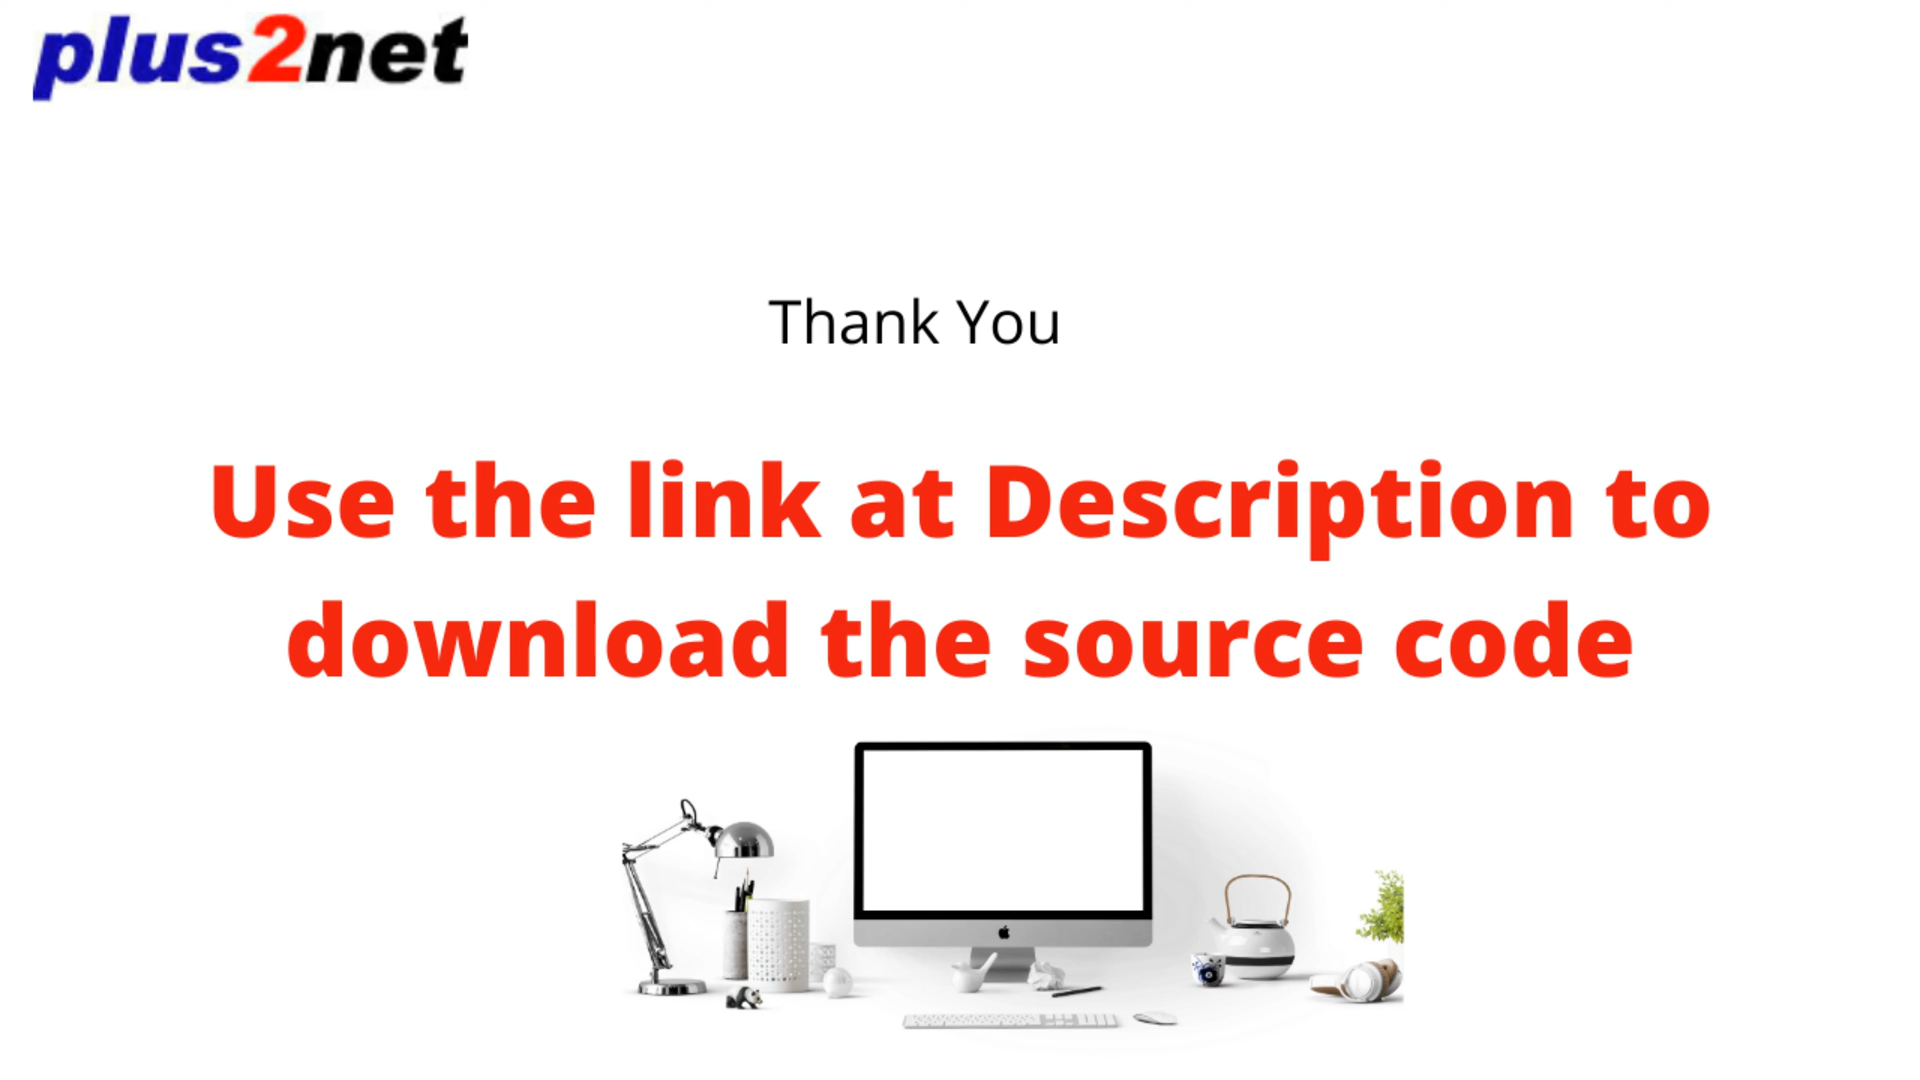 plus2net
Thank You
Use the link at Description to
download the source code